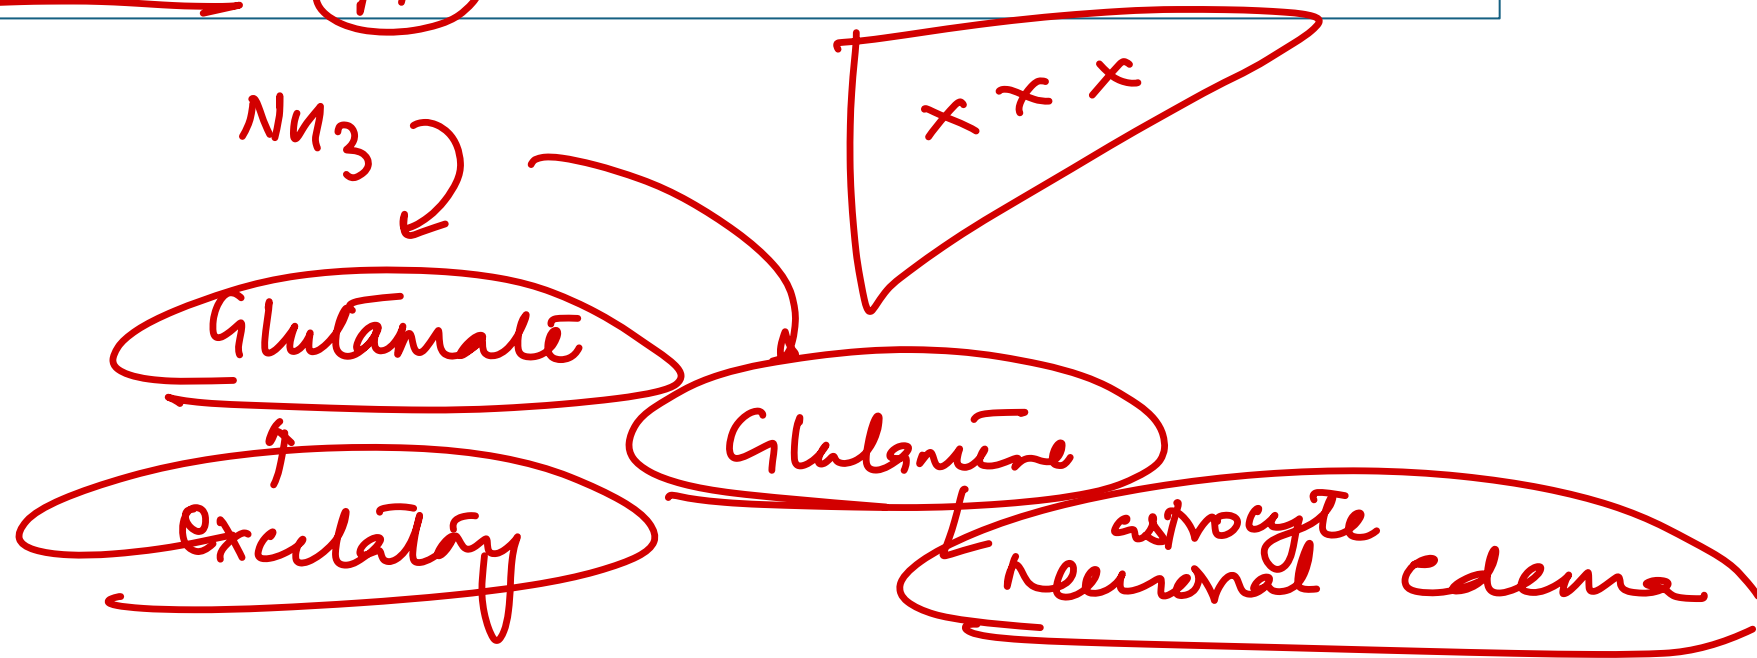 NH3
x x x
Glutamate
Glutamine
excitatory
astrocyte
neuronal edema